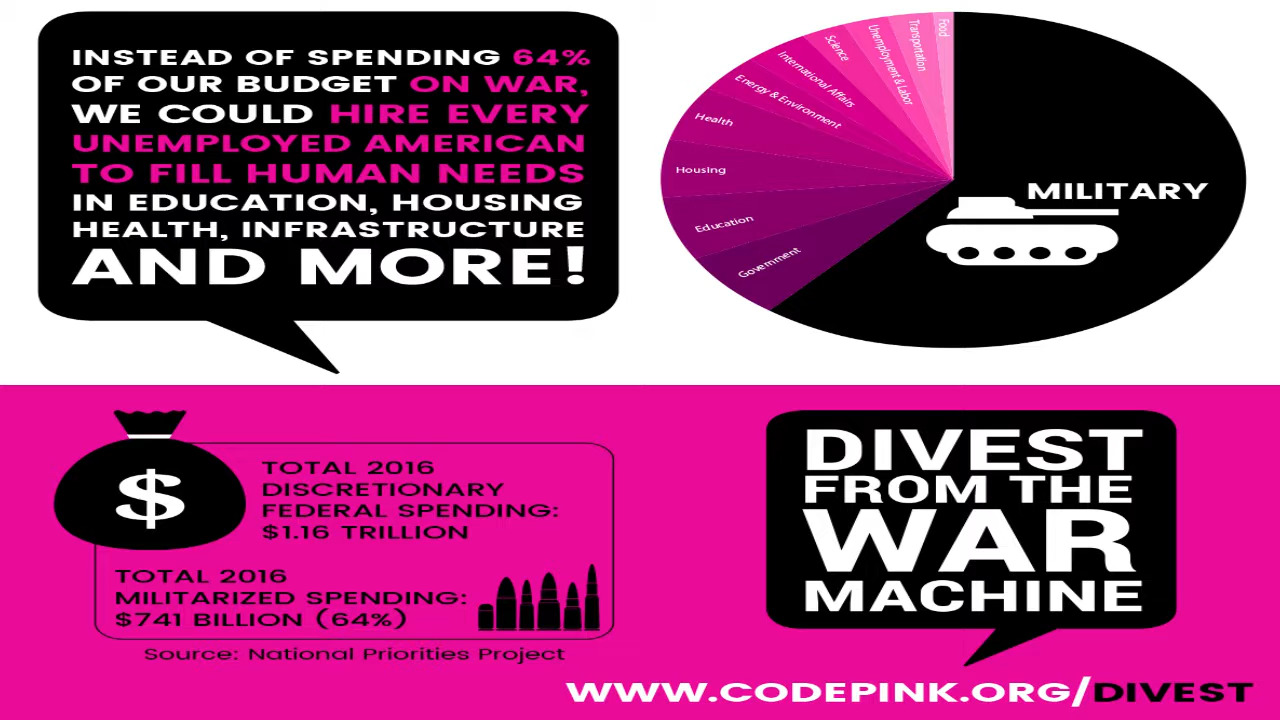 INSTEAD OF SPENDING 64%
OF OUR BUDGET ON WAR,
WE COULD HIRE EVERY
UNEMPLOYED AMERICAN
TO FILL HUMAN NEEDS
IN EDUCATION, HOUSING
HEALTH, INFRASTRUCTURE
AND MORE!
Food
Transportation
Unemployment & Labor
Science
International Affairs
Energy & Environment
Health
Housing
Education
Government
MILITARY
$
TOTAL 2016
DISCRETIONARY
FEDERAL SPENDING:
$1.16 TRILLION
TOTAL 2016
MILITARIZED SPENDING:
$741 BILLION (64%)
Source: National Priorities Project
DIVEST
FROM THE
WAR
MACHINE
WWW.CODEPINK.ORG/DIVEST